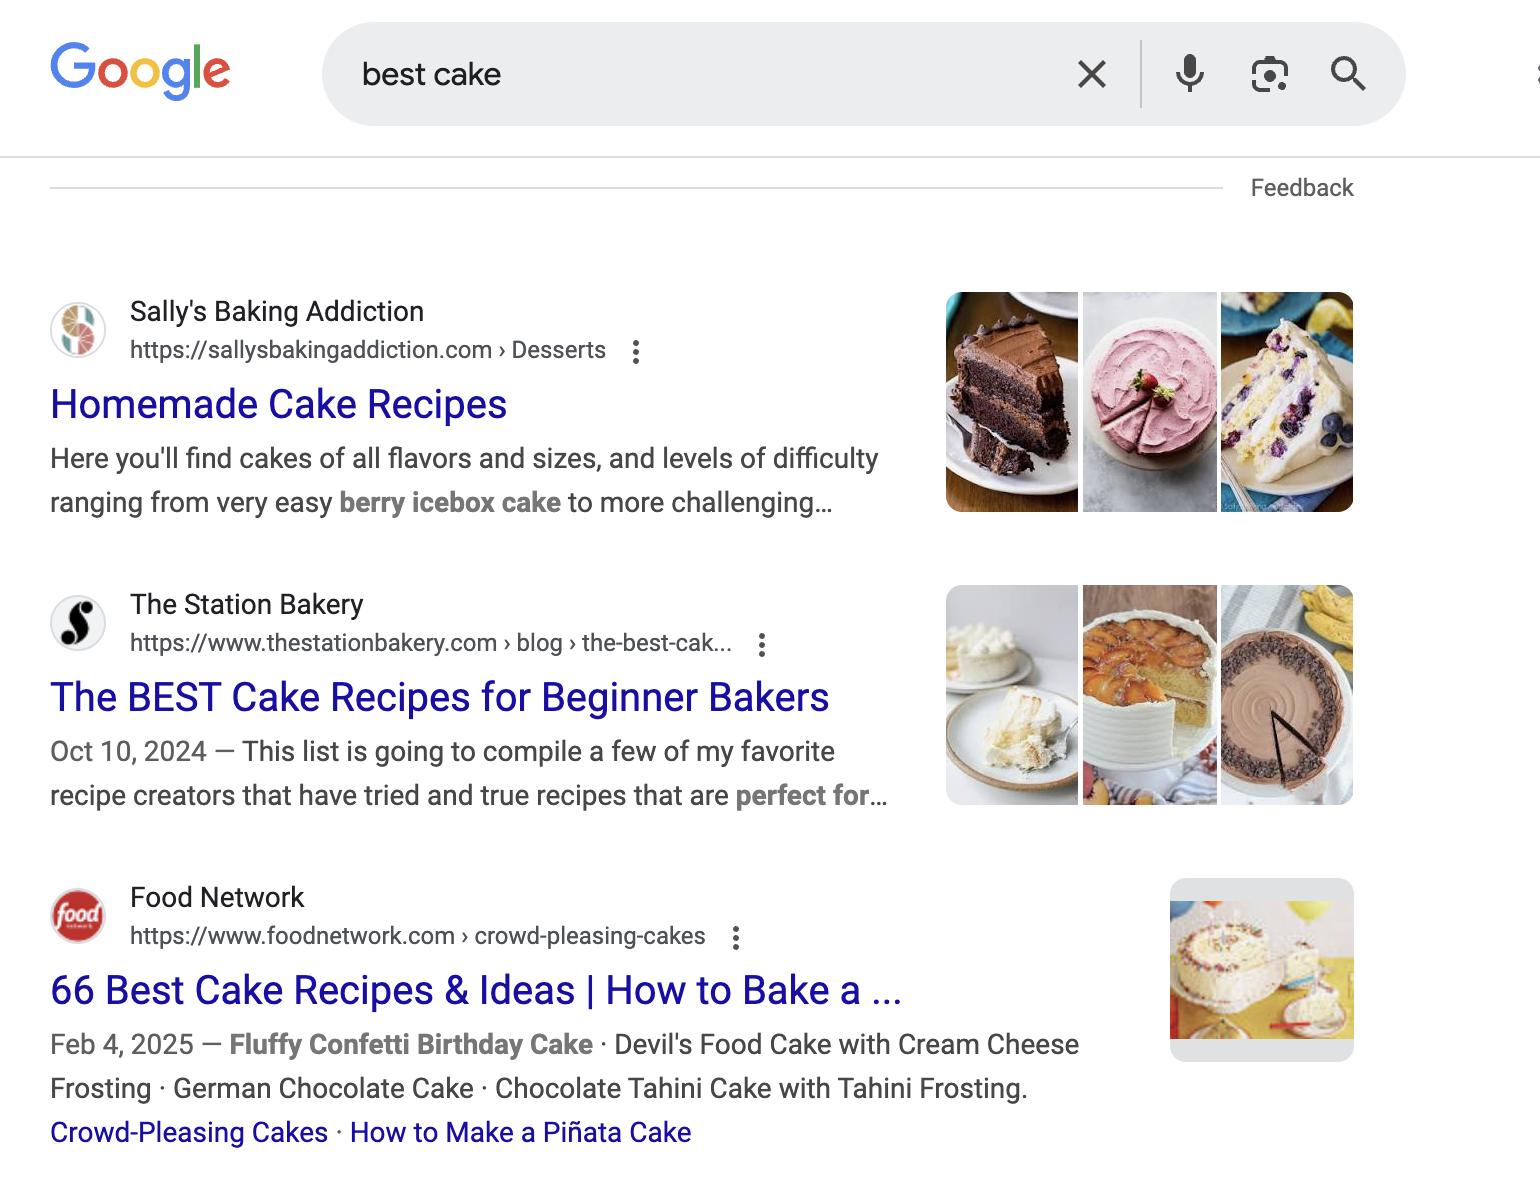 Google
best cake
Feedback
Sally's Baking Addiction
https://sallysbakingaddiction.com › Desserts
Homemade Cake Recipes
Here you'll find cakes of all flavors and sizes, and levels of difficulty
ranging from very easy berry icebox cake to more challenging...
The Station Bakery
https://www.thestationbakery.com › blog › the-best-cak...
The BEST Cake Recipes for Beginner Bakers
Oct 10, 2024 — This list is going to compile a few of my favorite
recipe creators that have tried and true recipes that are perfect for...
food
Food Network
https://www.foodnetwork.com › crowd-pleasing-cakes
66 Best Cake Recipes & Ideas | How to Bake a ...
Feb 4, 2025 — Fluffy Confetti Birthday Cake · Devil's Food Cake with Cream Cheese
Frosting · German Chocolate Cake · Chocolate Tahini Cake with Tahini Frosting.
Crowd-Pleasing Cakes · How to Make a Piñata Cake